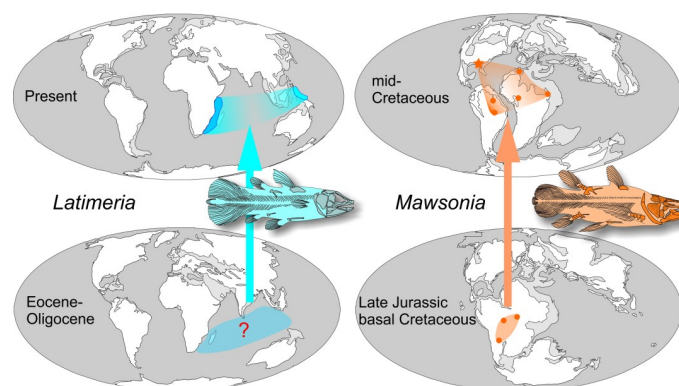 Present
mid-
Cretaceous
Latimeria
Mawsonia
Eocene-
Oligocene
?
Late Jurassic
basal Cretaceous